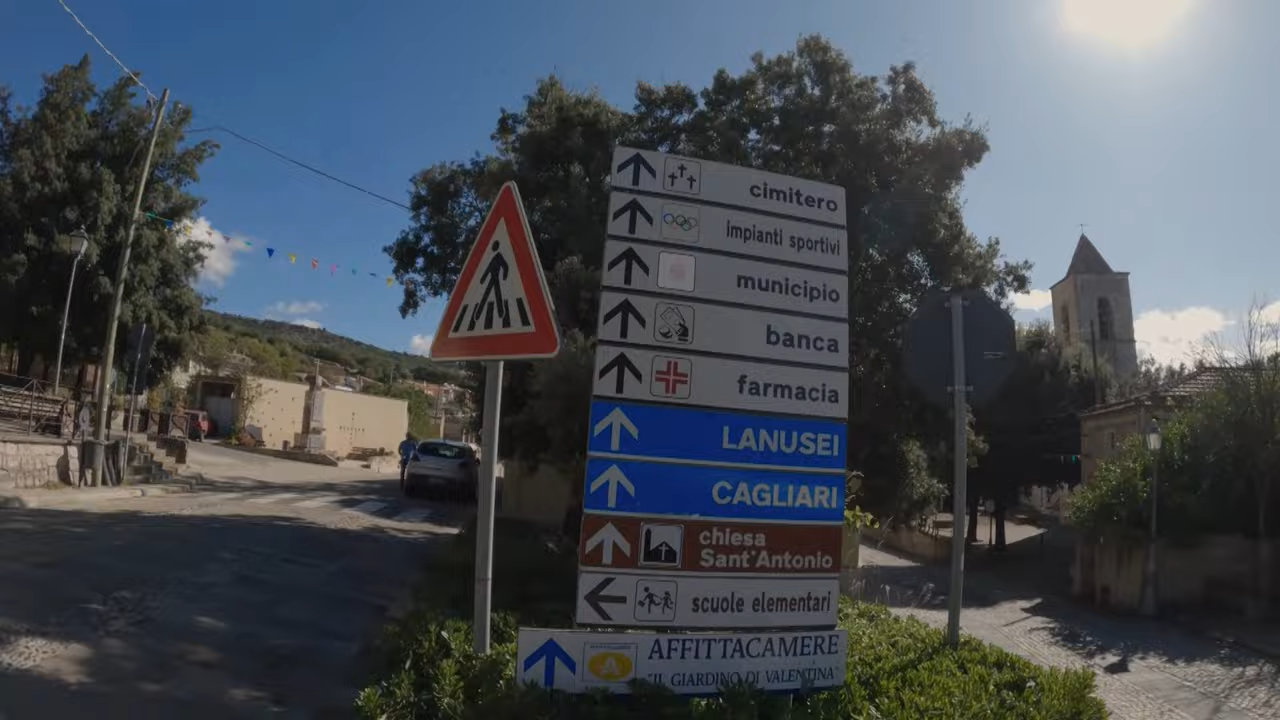 cimitero
impianti sportivi
municipio
banca
farmacia
LANUSEI
CAGLIARI
chiesa
Sant'Antonio
scuole elementari
A
AFFITTACAMERE
"IL GIARDINO DI VALENTINA"